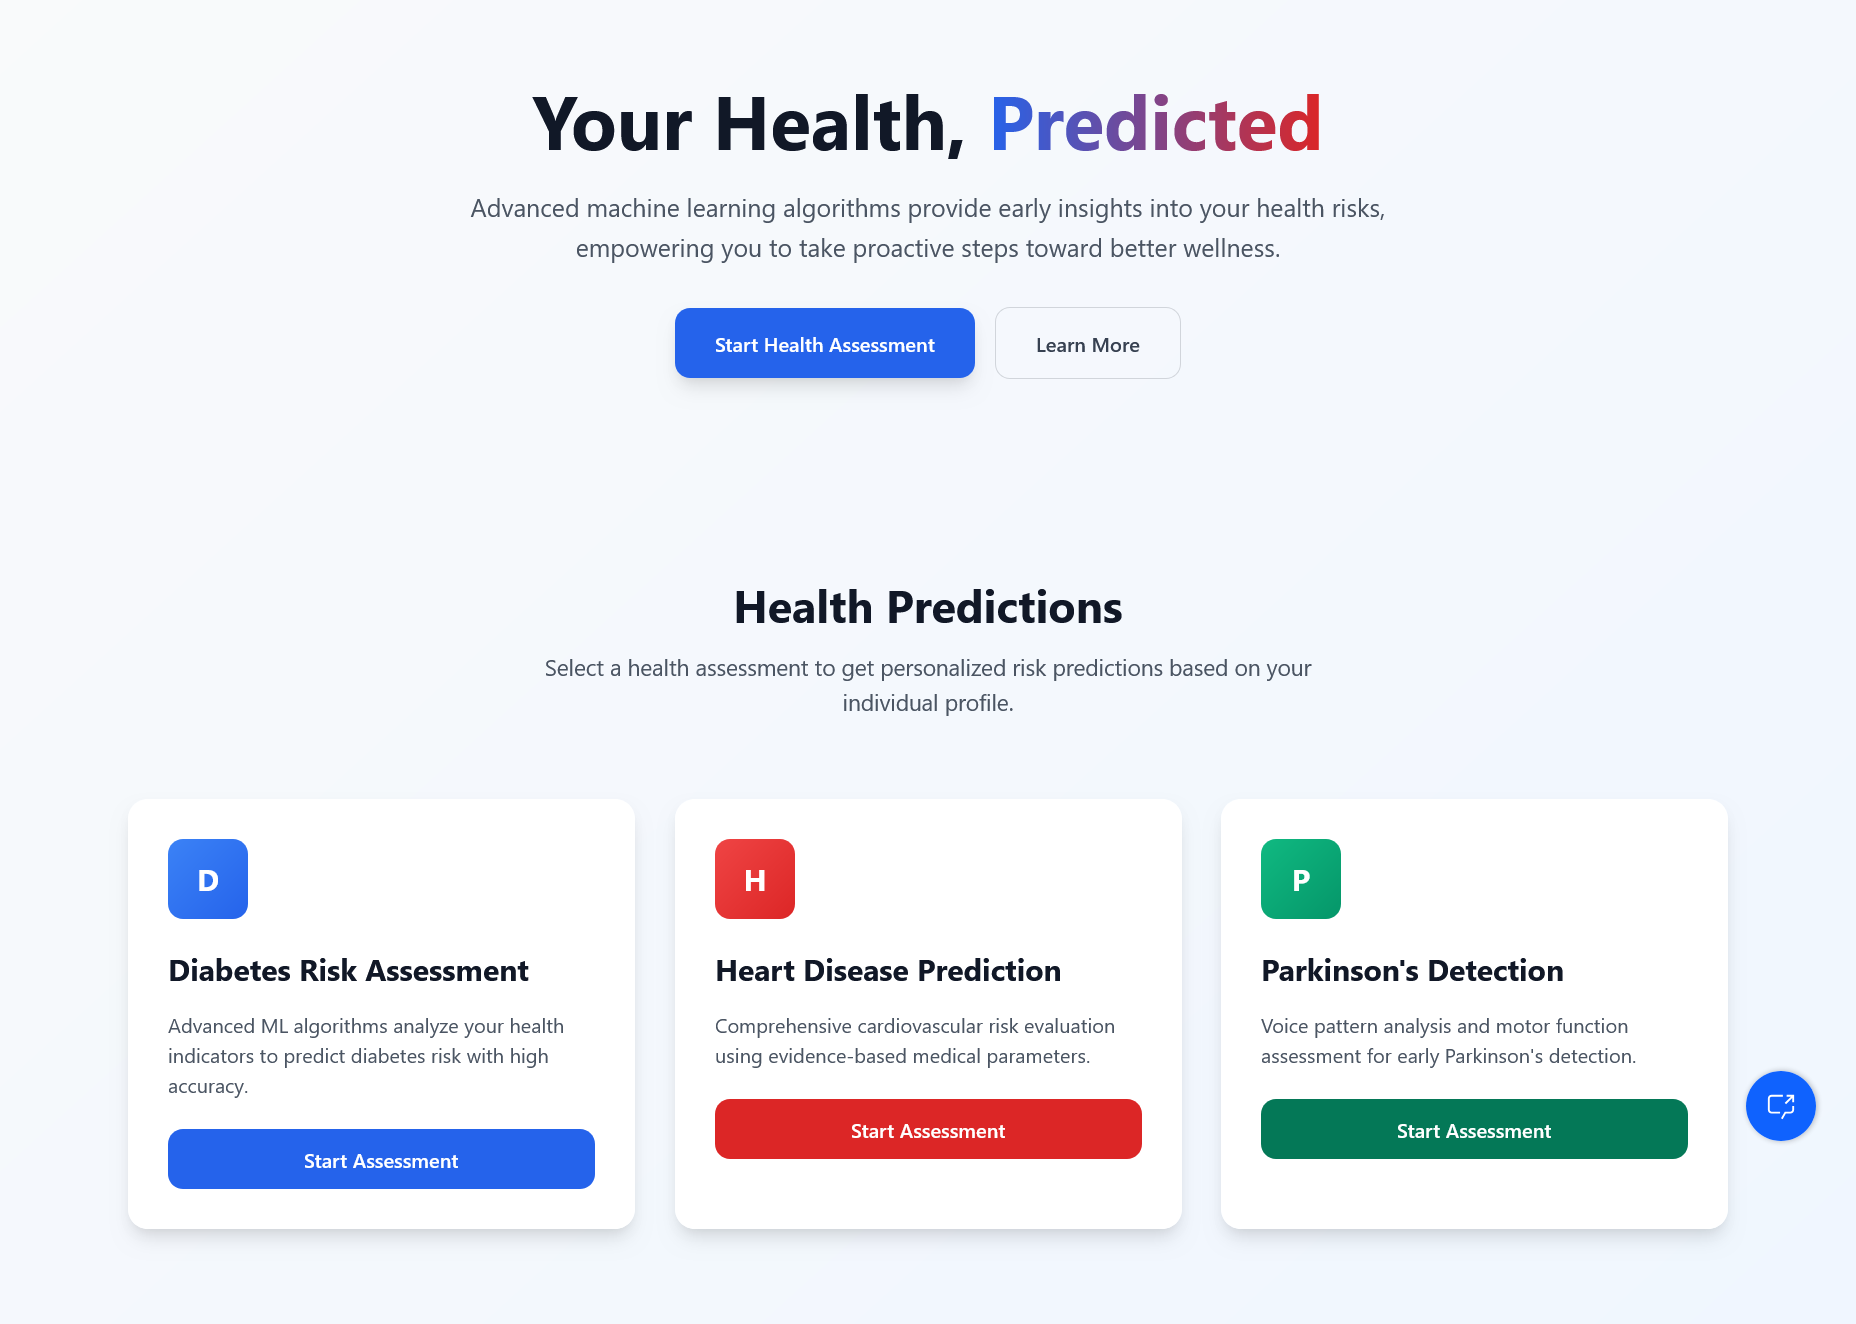 Your Health, Predicted
Advanced machine learning algorithms provide early insights into your health risks,
empowering you to take proactive steps toward better wellness.
Start Health Assessment
Learn More
Health Predictions
Select a health assessment to get personalized risk predictions based on your
individual profile.
D
Diabetes Risk Assessment
Advanced ML algorithms analyze your health
indicators to predict diabetes risk with high
accuracy.
Start Assessment
H
Heart Disease Prediction
Comprehensive cardiovascular risk evaluation
using evidence-based medical parameters.
Start Assessment
P
Parkinson's Detection
Voice pattern analysis and motor function
assessment for early Parkinson's detection.
Start Assessment